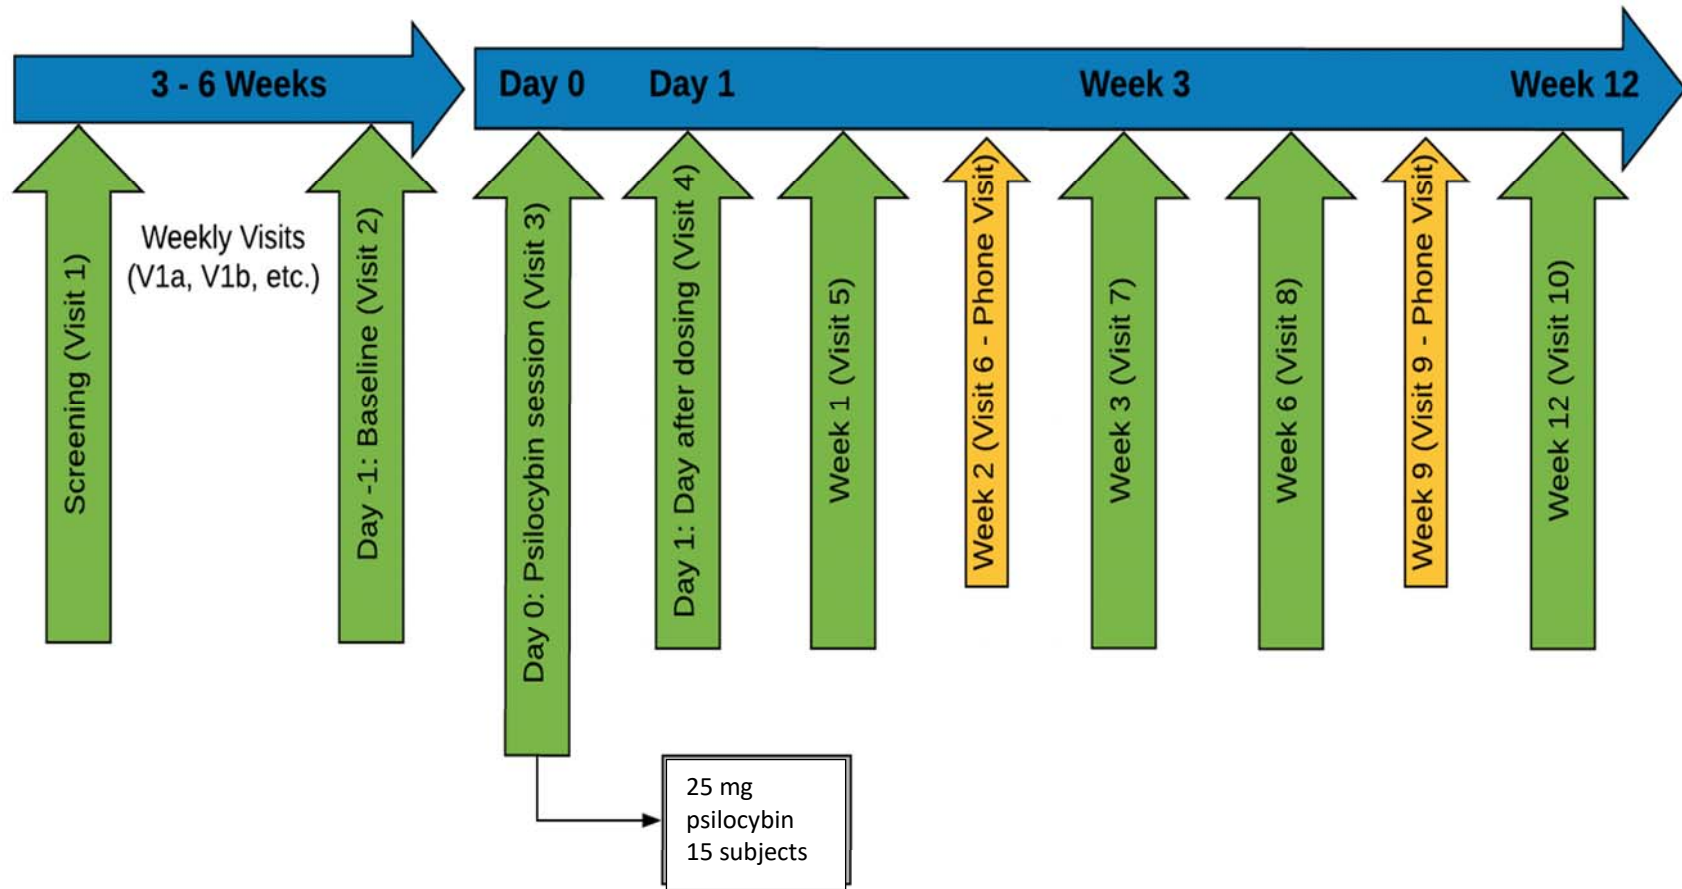 3 - 6 Weeks
Day 0
Day 1
Week 3
Week 12
Screening (Visit 1)
Weekly Visits
(V1a, V1b, etc.)
Day -1: Baseline (Visit 2)
Day 0: Psilocybin session (Visit 3)
Day 1: Day after dosing (Visit 4)
Week 1 (Visit 5)
Week 2 (Visit 6 - Phone Visit)
Week 3 (Visit 7)
Week 6 (Visit 8)
Week 9 (Visit 9 - Phone Visit)
Week 12 (Visit 10)
25 mg
psilocybin
15 subjects